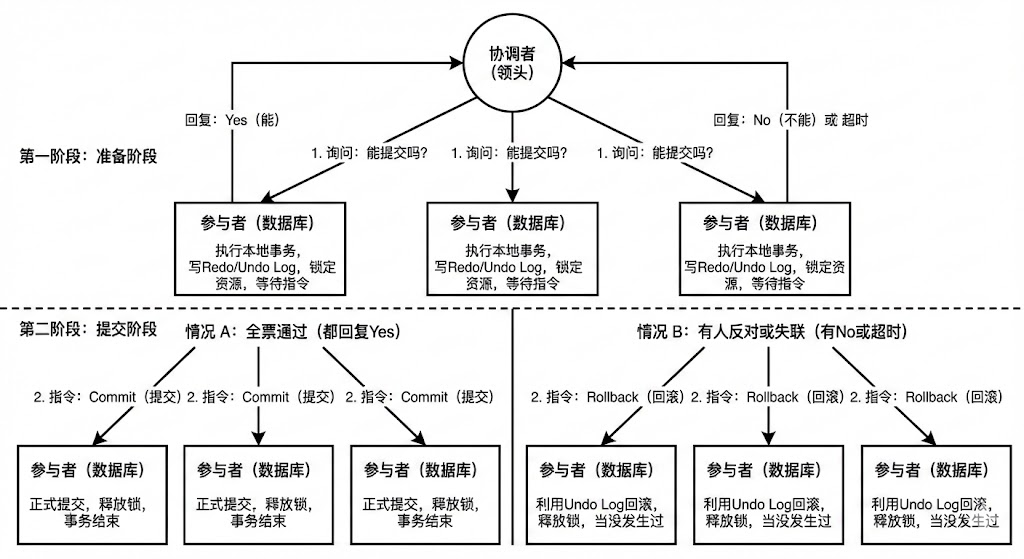 协调者
（领头）
回复：Yes（能）
回复：No（不能）或 超时
第一阶段：准备阶段
1. 询问：能提交吗？
1. 询问：能提交吗？
1. 询问：能提交吗？
参与者（数据库）
执行本地事务，
写Redo/Undo Log，锁定
资源，等待指令
参与者（数据库）
执行本地事务，
写Redo/Undo Log，锁定
资源，等待指令
参与者（数据库）
执行本地事务，
写Redo/Undo Log，锁定资
源，等待指令
第二阶段：提交阶段
情况 A：全票通过（都回复Yes）
2. 指令：Commit（提交）
2. 指令：Commit（提交）
2. 指令：Commit（提交）
参与者（数据库）
正式提交，释放锁，
事务结束
参与者（数据库）
正式提交，释放锁，
事务结束
参与者（数据库）
正式提交，释放锁，
事务结束
情况 B：有人反对或失联（有No或超时）
2. 指令：Rollback（回滚）
2. 指令：Rollback（回滚）
2. 指令：Rollback（回滚）
参与者（数据库）
利用Undo Log回滚，
释放锁，当没发生过
参与者（数据库）
利用Undo Log回滚，
释放锁，当没发生过
参与者（数据库）
利用Undo Log回滚，
释放锁，当没发生过